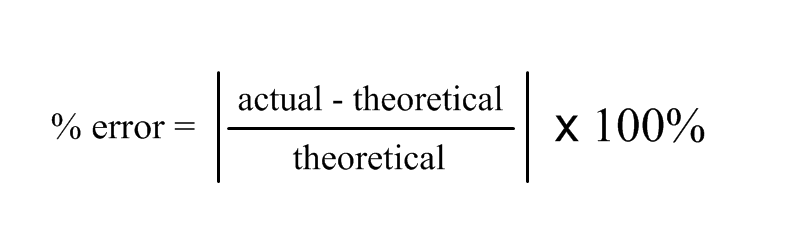 % error = | actual - theoretical | x 100%
theoretical